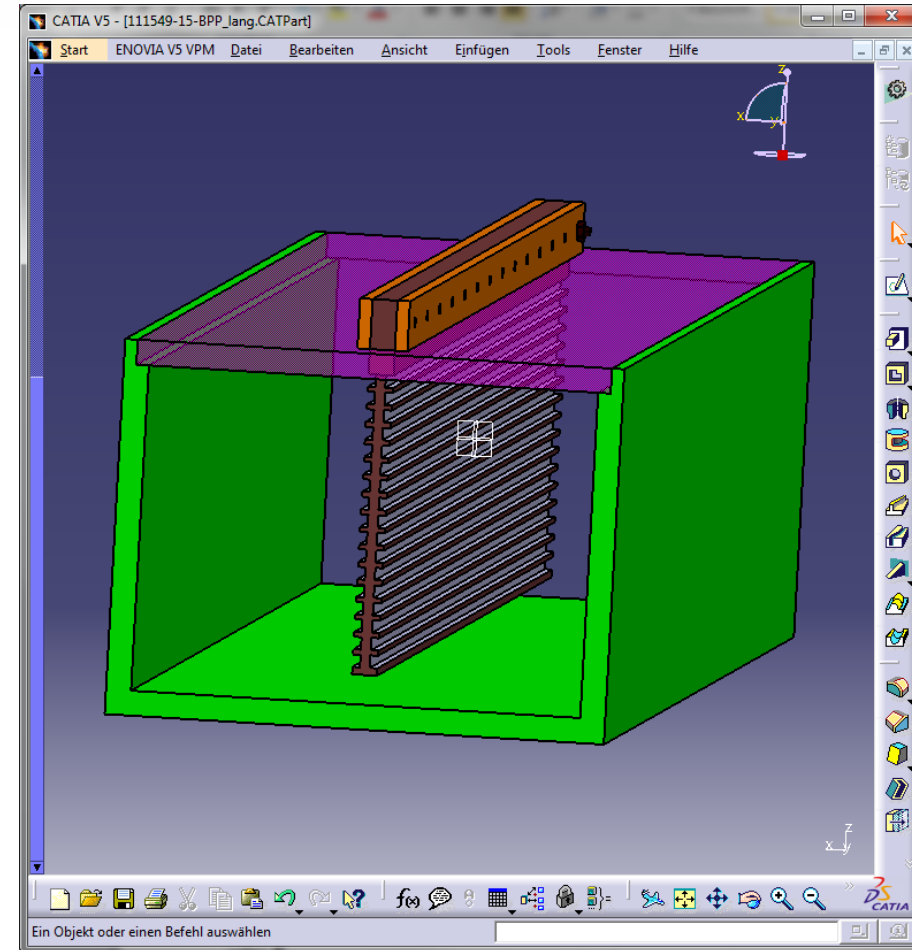 CATIA V5 - [111549-15-BPP_lang.CATPart]
Start ENOVIA V5 VPM Datei Bearbeiten Ansicht Einfügen Tools Fenster Hilfe
z
x y
z
x y
f(x)
DS CATIA
Ein Objekt oder einen Befehl auswählen